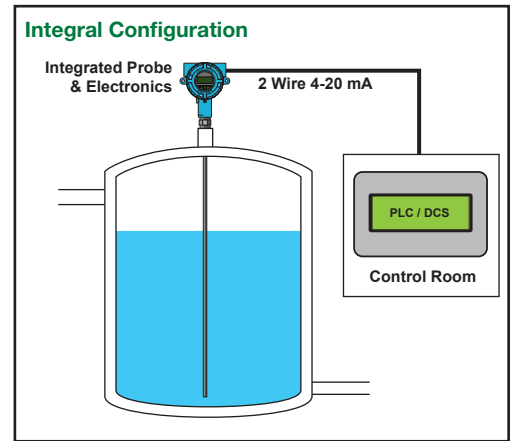 Integral Configuration
Integrated Probe
& Electronics
2 Wire 4-20 mA
PLC / DCS
Control Room